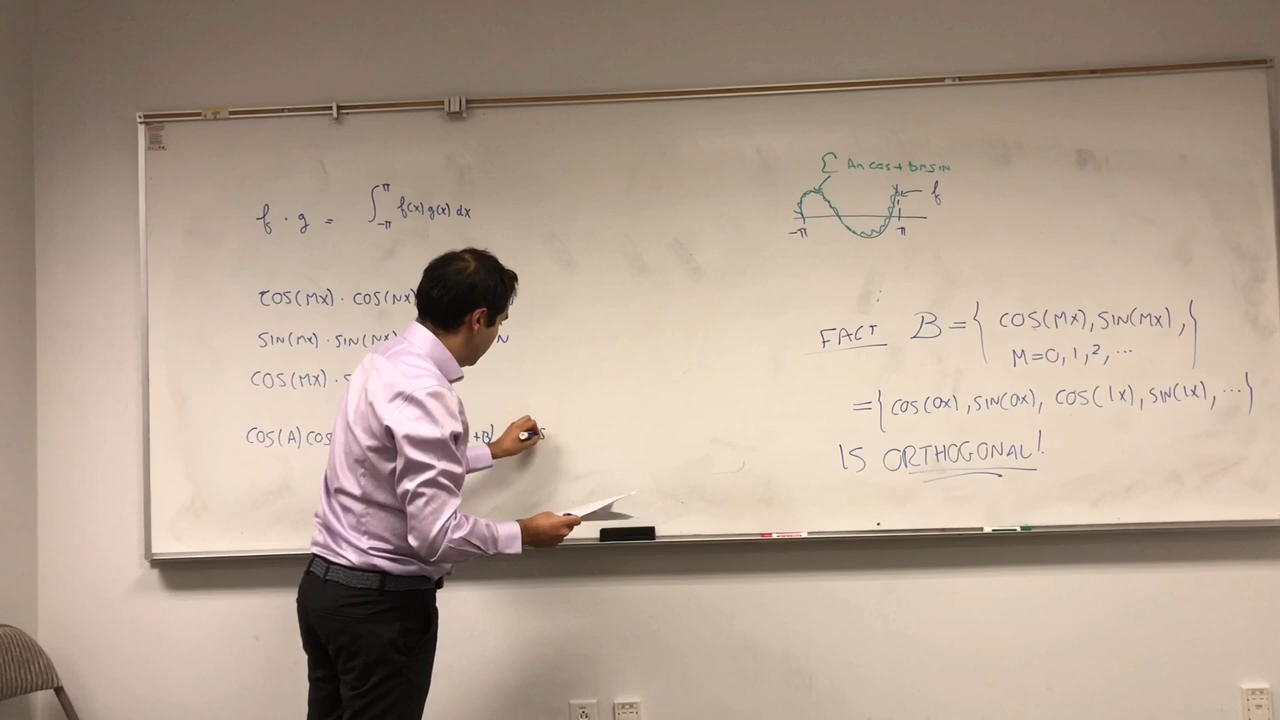 f · g = ∫_{-π}^{π} f(x) g(x) dx
COS(MX) · COS(NX)
SIN(M) · SIN(NX N
COS(MX) · S
COS(A) COS +B) S
Σ An COS + Bn SIN
f
-π π
FACT B = { COS(MX), SIN(MX), }
M=0, 1, 2, ...
= { COS(0X), SIN(0X), COS(1X), SIN(1X), ... }
IS ORTHOGONAL!